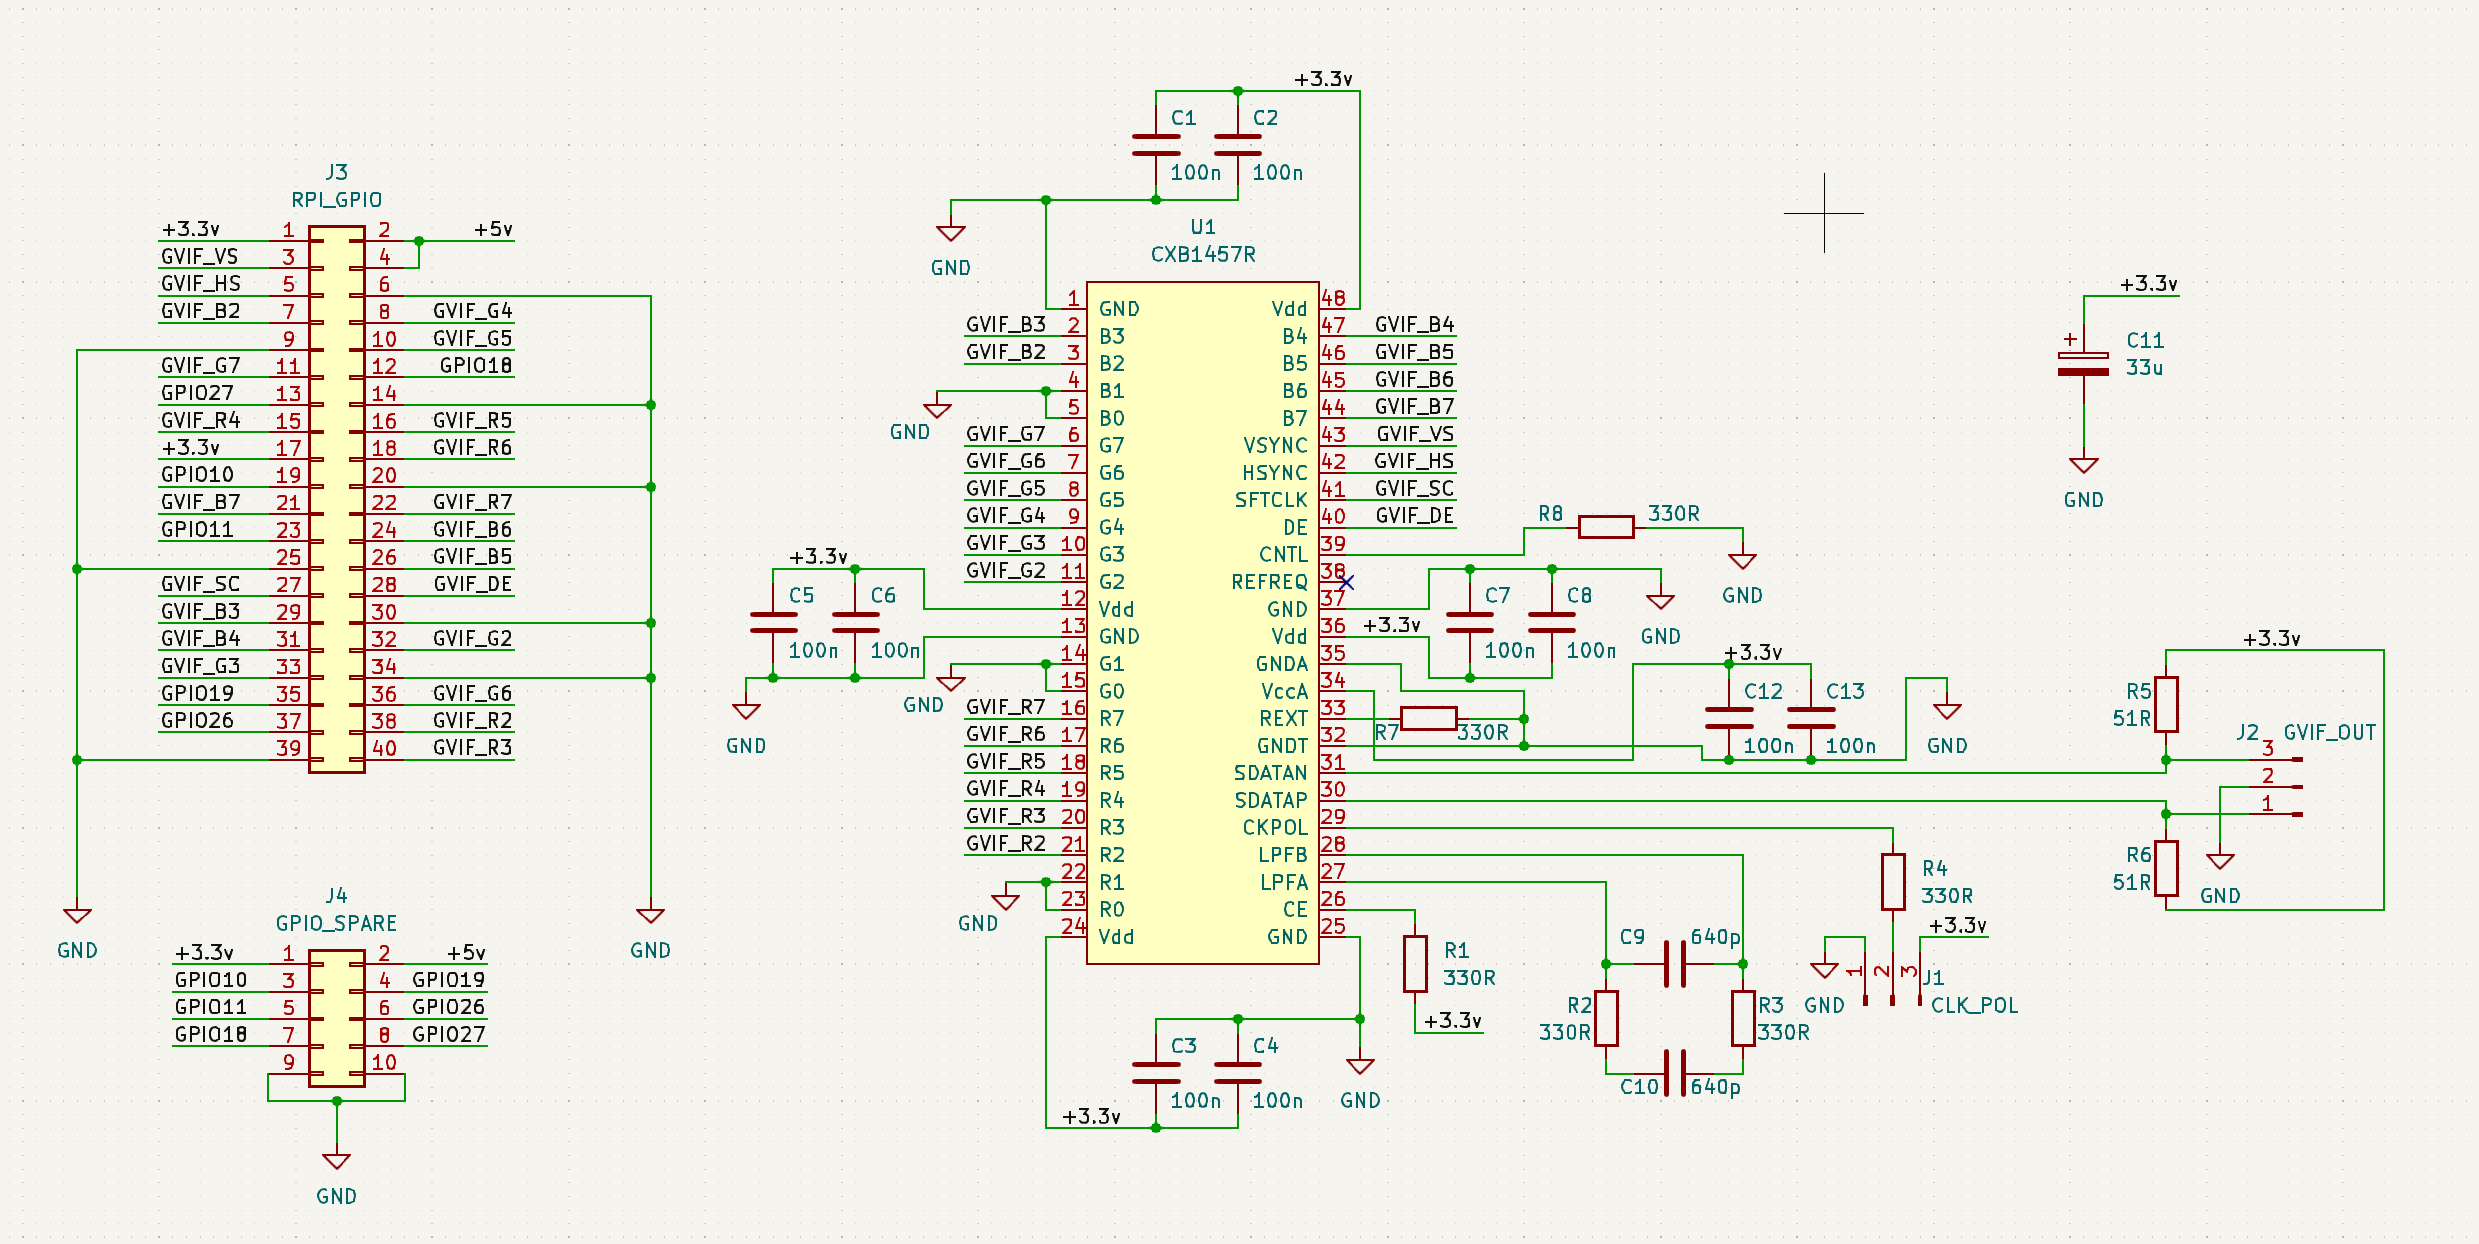 J3
RPI_GPIO
+3.3v 1 2 +5v
GVIF_VS 3 4
GVIF_HS 5 6
GVIF_B2 7 8 GVIF_G4
9 10 GVIF_G5
GVIF_G7 11 12 GPIO18
GPIO27 13 14
GVIF_R4 15 16 GVIF_R5
+3.3v 17 18 GVIF_R6
GPIO10 19 20
GVIF_B7 21 22 GVIF_R7
GPIO11 23 24 GVIF_B6
25 26 GVIF_B5
GVIF_SC 27 28 GVIF_DE
GVIF_B3 29 30
GVIF_B4 31 32 GVIF_G2
GVIF_G3 33 34
GPIO19 35 36 GVIF_G6
GPIO26 37 38 GVIF_R2
39 40 GVIF_R3
GND
GND
J4
GPIO_SPARE
+3.3v 1 2 +5v
GPIO10 3 4 GPIO19
GPIO11 5 6 GPIO26
GPIO18 7 8 GPIO27
9 10
GND
+3.3v
C1 C2
100n 100n
GND
U1
CXB1457R
1 GND Vdd 48
GVIF_B3 2 B3 B4 47 GVIF_B4
GVIF_B2 3 B2 B5 46 GVIF_B5
4 B1 B6 45 GVIF_B6
5 B0 B7 44 GVIF_B7
GND
GVIF_G7 6 G7 VSYNC 43 GVIF_VS
GVIF_G6 7 G6 HSYNC 42 GVIF_HS
GVIF_G5 8 G5 SFTCLK 41 GVIF_SC
GVIF_G4 9 G4 DE 40 GVIF_DE
GVIF_G3 10 G3 CNTL 39
GVIF_G2 11 G2 REFREQ 38
12 Vdd GND 37
13 GND Vdd 36 +3.3v
14 G1 GNDA 35
15 G0 VccA 34
GVIF_R7 16 R7 REXT 33
GVIF_R6 17 R6 GNDT 32
GVIF_R5 18 R5 SDATAN 31
GVIF_R4 19 R4 SDATAP 30
GVIF_R3 20 R3 CKPOL 29
GVIF_R2 21 R2 LPFB 28
22 R1 LPFA 27
23 R0 CE 26
24 Vdd GND 25
+3.3v
C5 C6
100n 100n
GND
GND
GND
C3 C4
100n 100n
+3.3v
GND
R8 330R
GND
C7 C8
100n 100n
GND
R7 330R
+3.3v
C12 C13
100n 100n
GND
R1
330R
+3.3v
C9 640p
R2
330R
R3
330R
C10 640p
R4
330R
+3.3v
GND
1 2 3
J1
CLK_POL
+3.3v
C11
33u
GND
+3.3v
R5
51R
J2 GVIF_OUT
3
2
1
R6
51R
GND